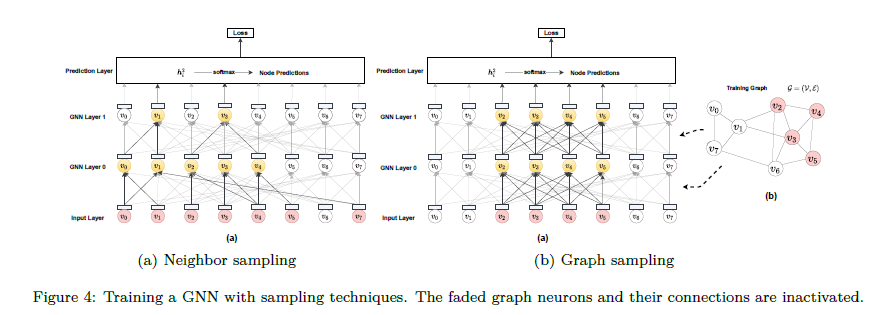 Loss
Prediction Layer
h_i^2 softmax Node Predictions
GNN Layer 1
v0 v1 v2 v3 v4 v5 v6 v7
GNN Layer 0
v0 v1 v2 v3 v4 v5 v6 v7
Input Layer
v0 v1 v2 v3 v4 v5 v6 v7
(a)
(a) Neighbor sampling
Loss
Prediction Layer
h_i^2 softmax Node Predictions
GNN Layer 1
v0 v1 v2 v3 v4 v5 v6 v7
GNN Layer 0
v0 v1 v2 v3 v4 v5 v6 v7
Input Layer
v0 v1 v2 v3 v4 v5 v6 v7
(a)
Training Graph 𝒢 = (𝒱, ℰ)
v0
v1
v2
v4
v3
v7
v5
v6
(b)
(b) Graph sampling
Figure 4: Training a GNN with sampling techniques. The faded graph neurons and their connections are inactivated.